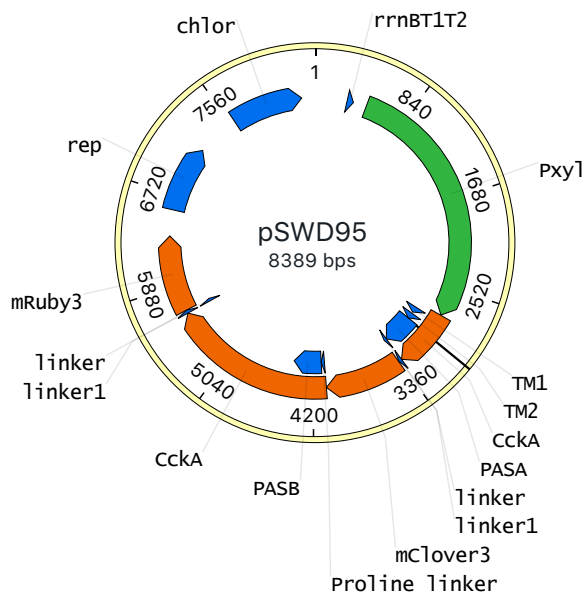 chlor
rrnBT1T2
1
7560
840
rep
Pxyl
1680
6720
pSWD95
8389 bps
mRuby3
5880
2520
linker
linker1
5040
3360
4200
TM1
TM2
CckA
CckA
PASA
PASB
linker
linker1
mClover3
Proline linker